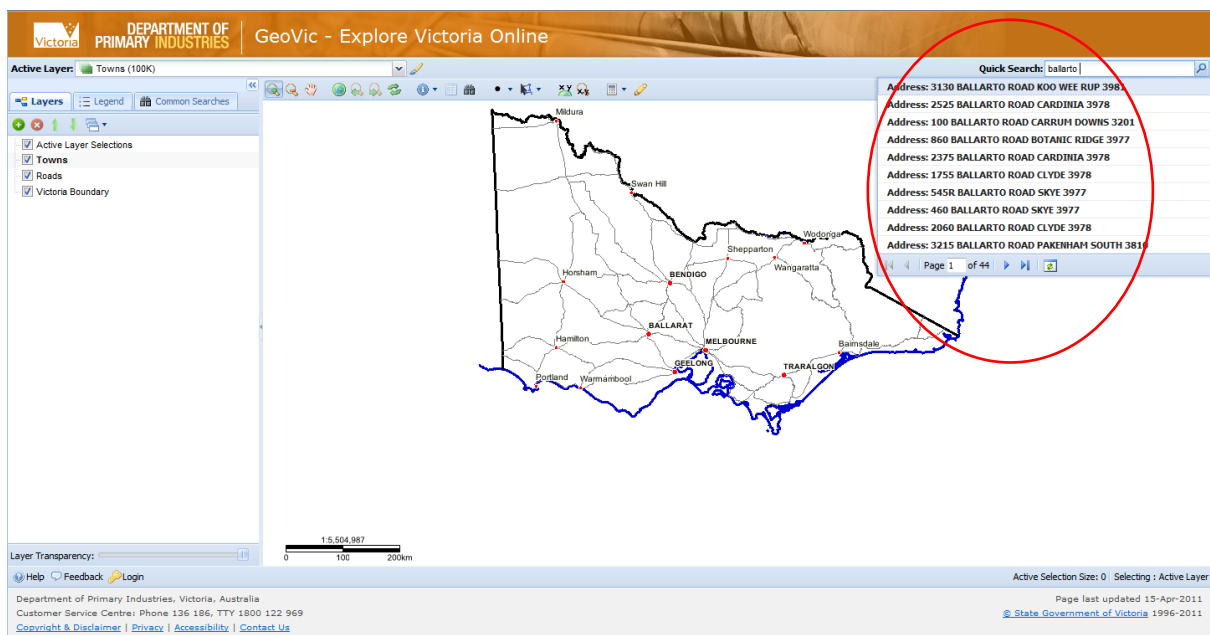 Victoria
DEPARTMENT OF
PRIMARY INDUSTRIES
GeoVic - Explore Victoria Online
Active Layer: Towns (100K)
Quick Search: ballarto
Layers Legend Common Searches
Active Layer Selections
Towns
Roads
Victoria Boundary
Address: 3130 BALLARTO ROAD KOO WEE RUP 3981
Address: 2525 BALLARTO ROAD CARDINIA 3978
Address: 100 BALLARTO ROAD CARRUM DOWNS 3201
Address: 860 BALLARTO ROAD BOTANIC RIDGE 3977
Address: 2375 BALLARTO ROAD CARDINIA 3978
Address: 1755 BALLARTO ROAD CLYDE 3978
Address: 545R BALLARTO ROAD SKYE 3977
Address: 460 BALLARTO ROAD SKYE 3977
Address: 2060 BALLARTO ROAD CLYDE 3978
Address: 3215 BALLARTO ROAD PAKENHAM SOUTH 3810
Page 1 of 44
Mildura
Swan Hill
Wodonga
Shepparton
Wangaratta
Horsham
BENDIGO
BALLARAT
Hamilton
MELBOURNE
Bairnsdale
GEELONG
TRARALGON
Portland
Warrnambool
1:5,504,987
0 100 200km
Layer Transparency:
Help Feedback Login
Active Selection Size: 0 Selecting : Active Layer
Department of Primary Industries, Victoria, Australia
Page last updated 15-Apr-2011
Customer Service Centre: Phone 136 186, TTY 1800 122 969
© State Government of Victoria 1996-2011
Copyright & Disclaimer | Privacy | Accessibility | Contact Us